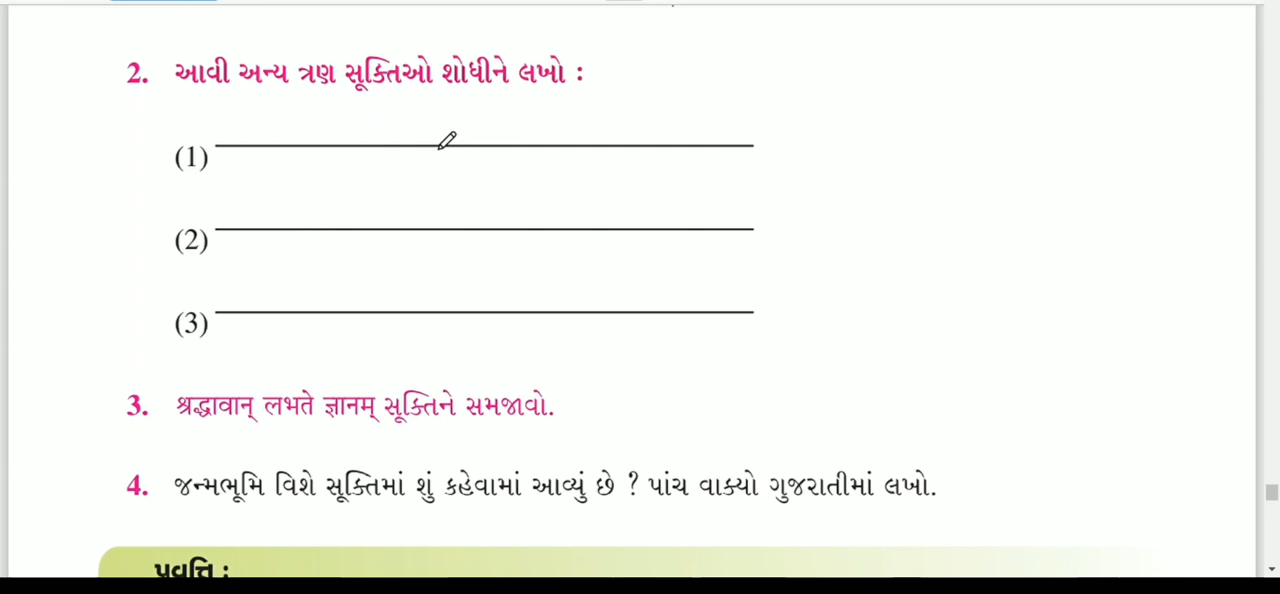 2. આવી અન્ય ત્રણ સૂક્તિઓ શોધીને લખો :
(1)
(2)
(3)
3. श्रद्धावान् लभते ज्ञानम् સૂક્તિને સમજાવો.
4. જન્મભૂમિ વિશે સૂક્તિમાં શું કહેવામાં આવ્યું છે ? પાંચ વાક્યો ગુજરાતીમાં લખો.
પ્રવૃત્તિ :